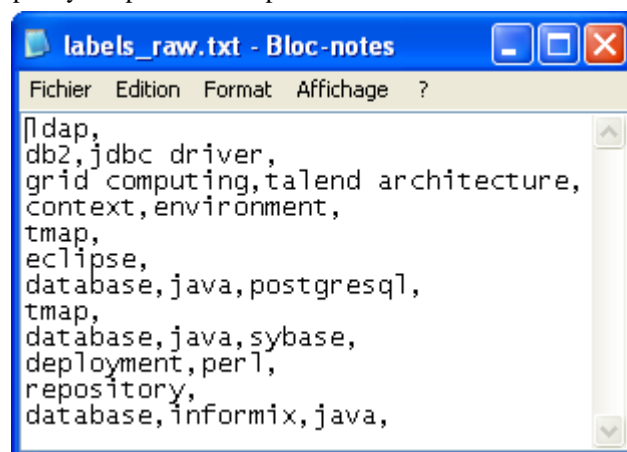 labels_raw.txt - Bloc-notes
Fichier Edition Format Affichage ?
ldap,
db2,jdbc driver,
grid computing,talend architecture,
context,environment,
tmap,
eclipse,
database,java,postgresql,
tmap,
database,java,sybase,
deployment,perl,
repository,
database,informix,java,